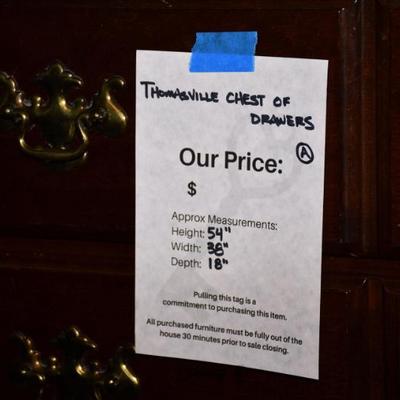 THOMASVILLE CHEST OF
DRAWERS
A
Our Price:
$
Approx Measurements:
Height: 54"
Width: 38"
Depth: 18"
Pulling this tag is a
commitment to purchasing this item.
All purchased furniture must be fully out of the
house 30 minutes prior to sale closing.